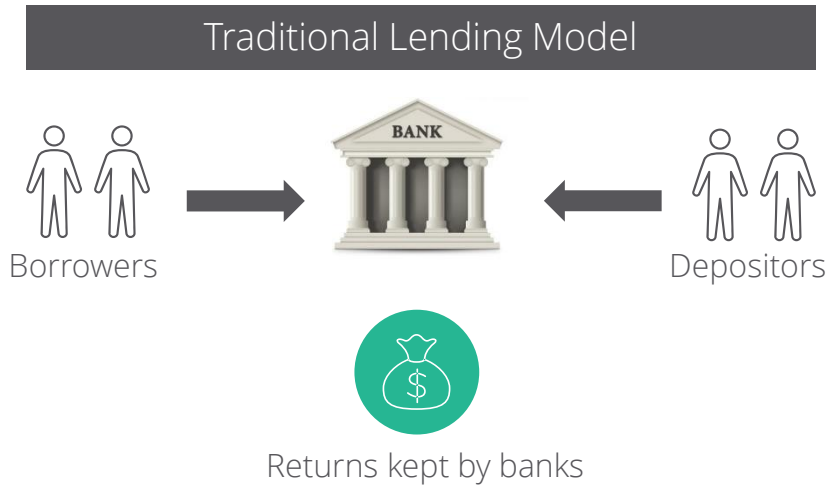 Traditional Lending Model
BANK
Borrowers
Depositors
$
Returns kept by banks